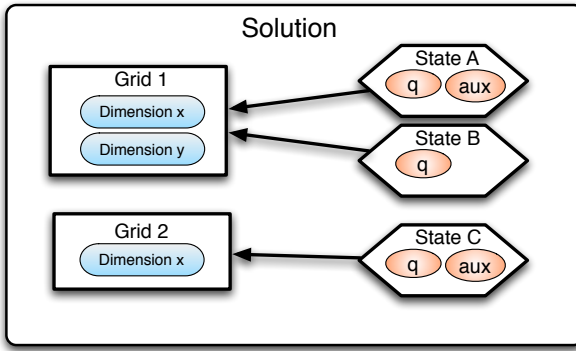 Solution
Grid 1
Dimension x
Dimension y
State A
q aux
State B
q
Grid 2
Dimension x
State C
q aux